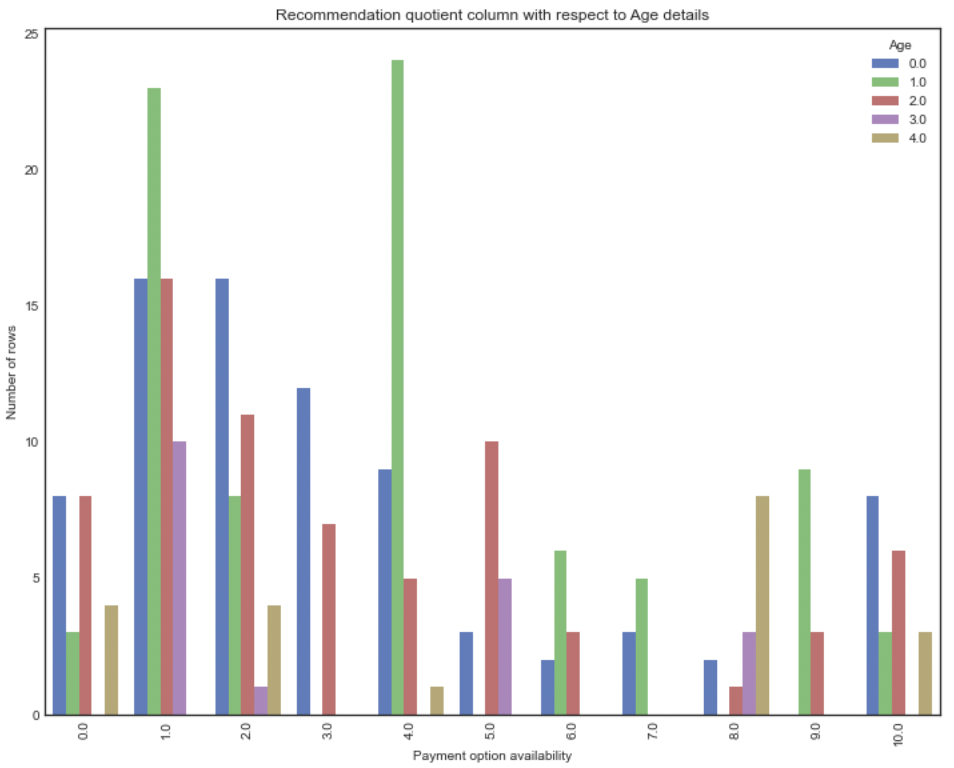 Recommendation quotient column with respect to Age details
Age
0.0
1.0
2.0
3.0
4.0
25
20
15
10
5
0
Number of rows
0.0 1.0 2.0 3.0 4.0 5.0 6.0 7.0 8.0 9.0 10.0
Payment option availability